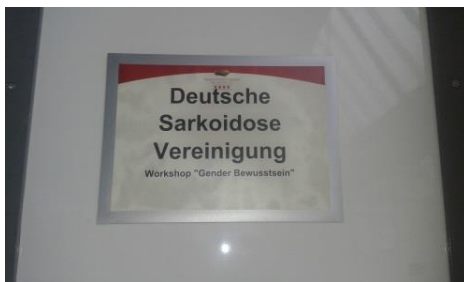 Deutsche
Sarkoidose
Vereinigung
Workshop "Gender Bewusstsein"